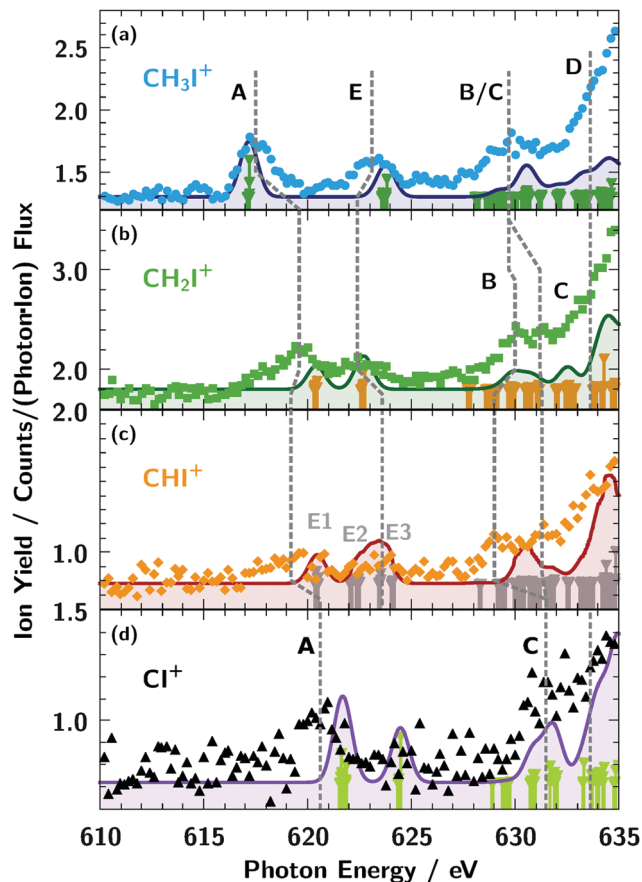 (a)
CH3I+
A
E
B/C
D
2.5
2.0
1.5
(b)
CH2I+
B
C
3.0
2.0
2.0
(c)
CHI+
E1
E2
E3
1.0
1.5
(d)
CI+
A
C
1.0
610
615
620
625
630
635
Photon Energy / eV
Ion Yield / Counts/(Photon·Ion) Flux